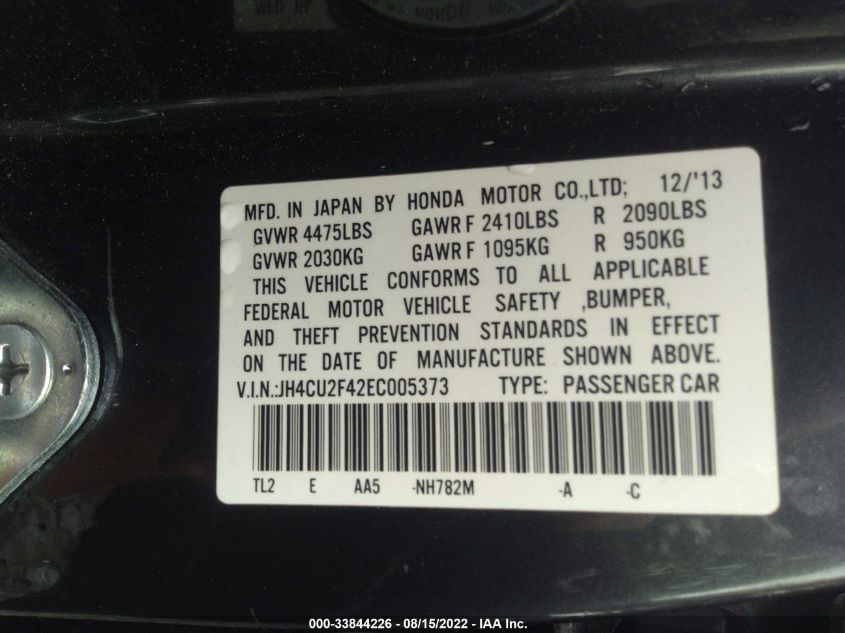 MFD. IN JAPAN BY HONDA MOTOR CO.,LTD; 12/'13
GVWR 4475LBS GAWR F 2410LBS R 2090LBS
GVWR 2030KG GAWR F 1095KG R 950KG
THIS VEHICLE CONFORMS TO ALL APPLICABLE
FEDERAL MOTOR VEHICLE SAFETY ,BUMPER,
AND THEFT PREVENTION STANDARDS IN EFFECT
ON THE DATE OF MANUFACTURE SHOWN ABOVE.
V.I.N.:JH4CU2F42EC005373 TYPE: PASSENGER CAR
TL2 E AA5 -NH782M -A -C
000-33844226 - 08/15/2022 - IAA Inc.